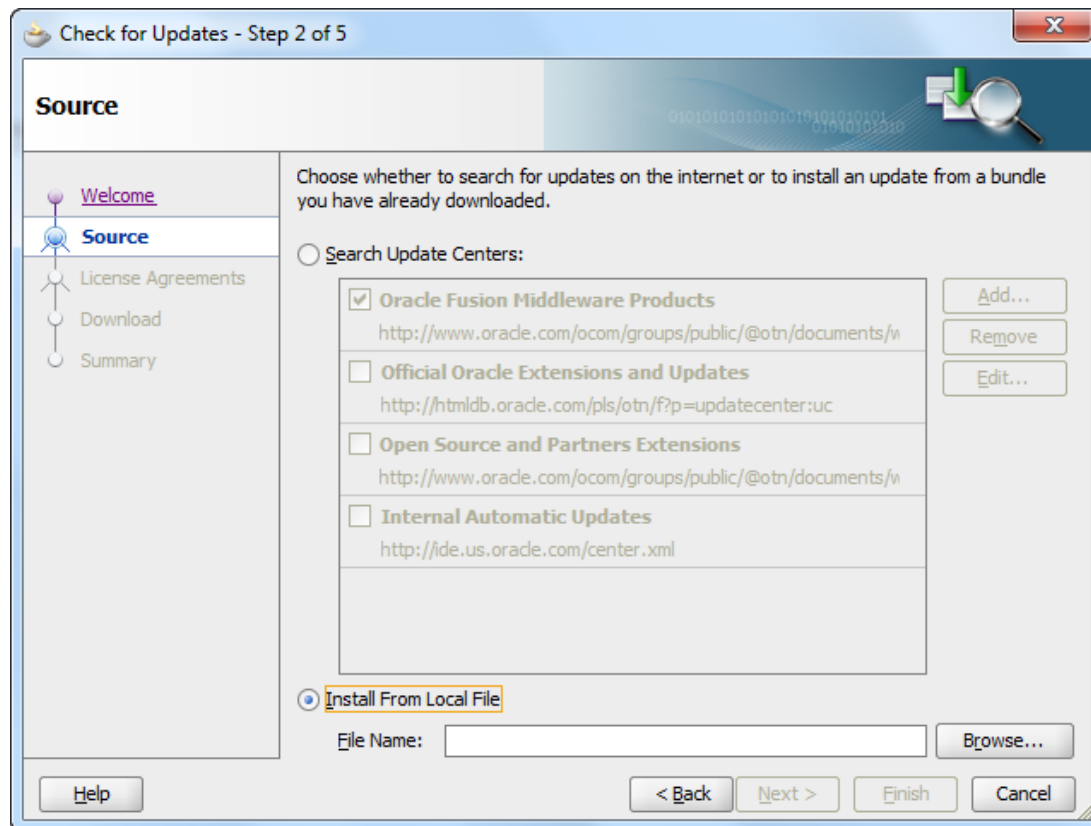 Check for Updates - Step 2 of 5
Source
01010101010101010101010101
01010101010
Welcome
Source
License Agreements
Download
Summary
Choose whether to search for updates on the internet or to install an update from a bundle
you have already downloaded.
Search Update Centers:
Oracle Fusion Middleware Products
http://www.oracle.com/ocom/groups/public/@otn/documents/w
Official Oracle Extensions and Updates
http://htmldb.oracle.com/pls/otn/f?p=updatecenter:uc
Open Source and Partners Extensions
http://www.oracle.com/ocom/groups/public/@otn/documents/w
Internal Automatic Updates
http://ide.us.oracle.com/center.xml
Add...
Remove
Edit...
Install From Local File
File Name:
Browse...
Help
< Back
Next >
Finish
Cancel